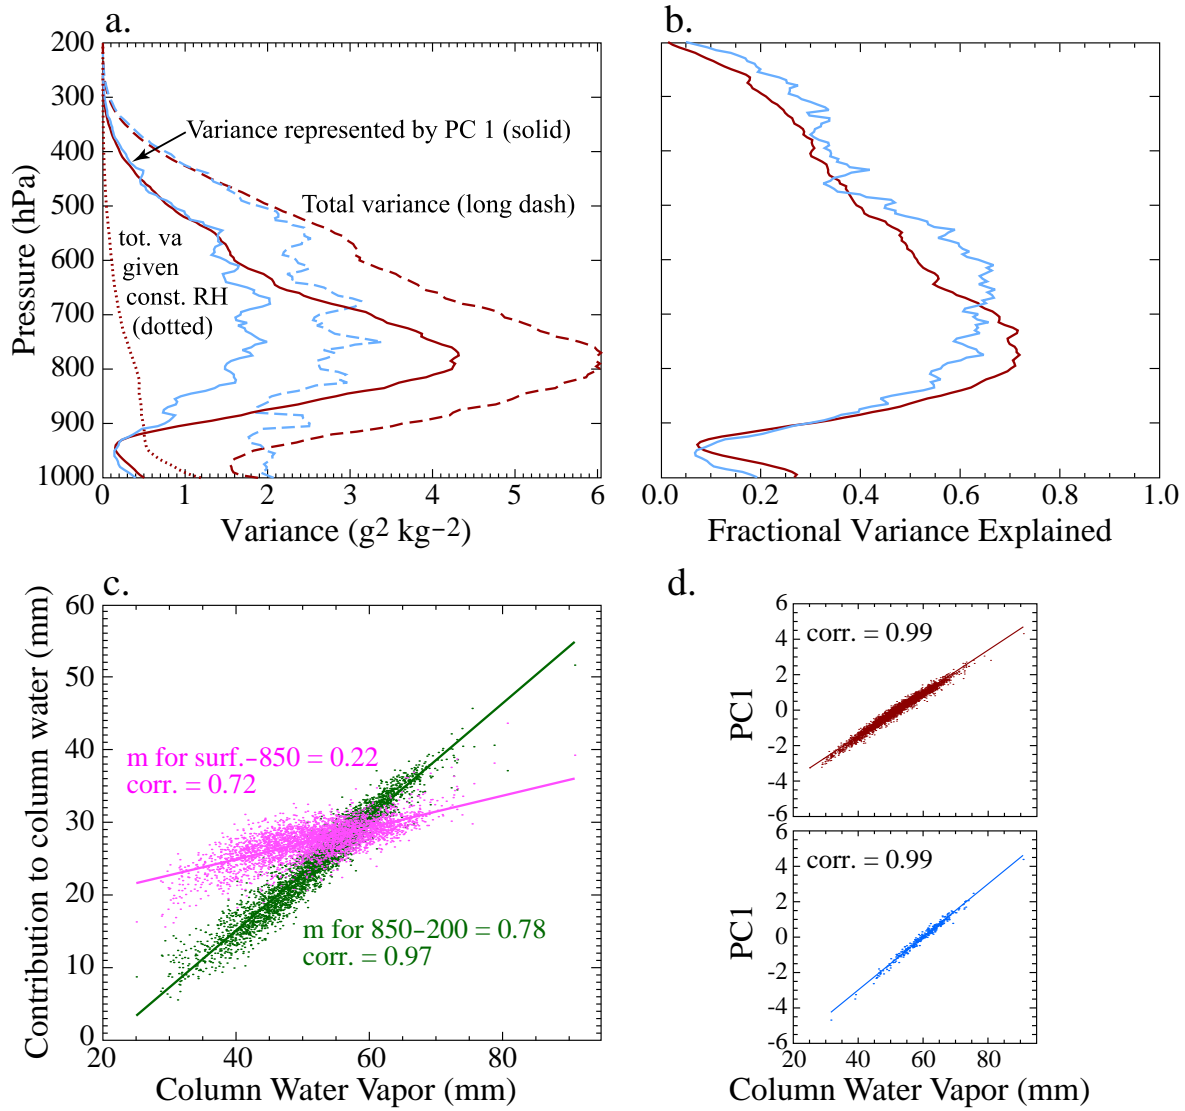 a.
200
300
400
500
600
700
800
900
1000
Pressure (hPa)
Variance represented by PC 1 (solid)
Total variance (long dash)
tot. va
given
const. RH
(dotted)
0 1 2 3 4 5 6
Variance (g2 kg−2)
b.
0.0 0.2 0.4 0.6 0.8 1.0
Fractional Variance Explained
c.
60
50
40
30
20
10
0
Contribution to column water (mm)
m for surf.−850 = 0.22
corr. = 0.72
m for 850−200 = 0.78
corr. = 0.97
20 40 60 80
Column Water Vapor (mm)
d.
6
4
2
0
-2
-4
-6
PC1
corr. = 0.99
6
4
2
0
-2
-4
-6
PC1
corr. = 0.99
20 40 60 80
Column Water Vapor (mm)